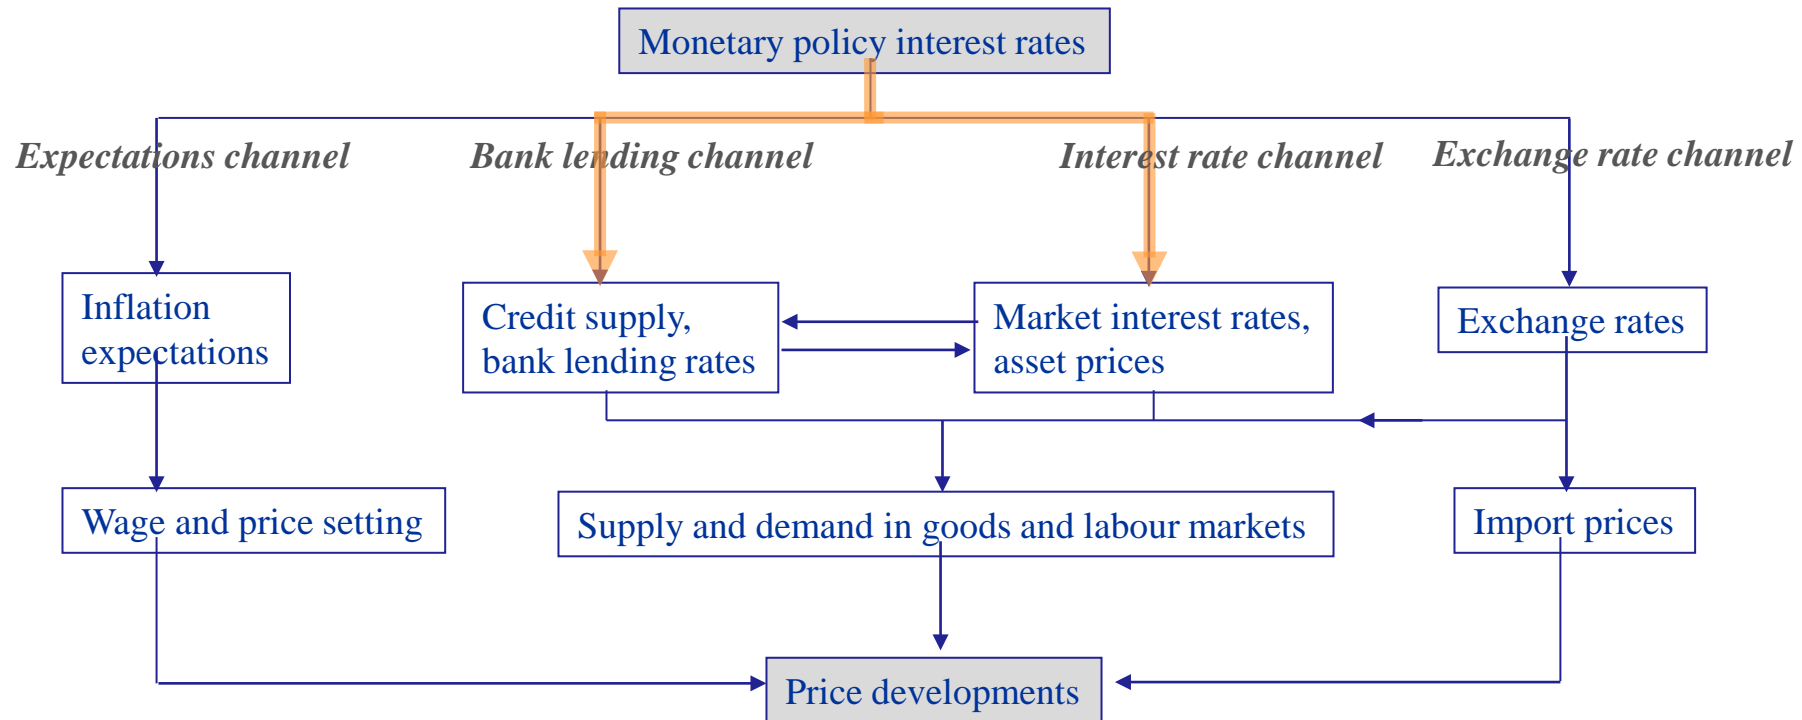 Monetary policy interest rates
Expectations channel
Bank lending channel
Interest rate channel
Exchange rate channel
Inflation
expectations
Credit supply,
bank lending rates
Market interest rates,
asset prices
Exchange rates
Wage and price setting
Supply and demand in goods and labour markets
Import prices
Price developments